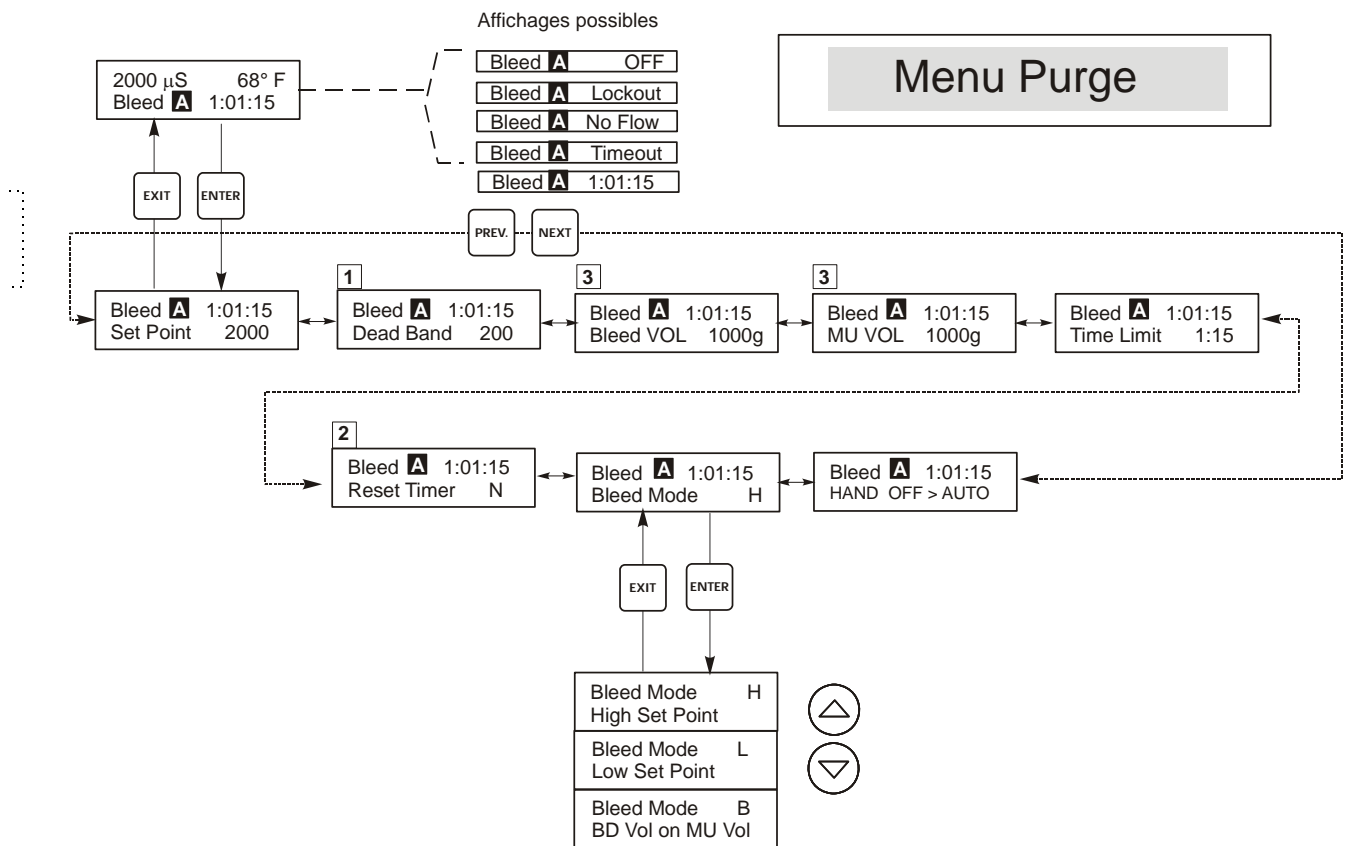 Affichages possibles
Menu Purge
2000 µS 68° F
Bleed A 1:01:15
Bleed A OFF
Bleed A Lockout
Bleed A No Flow
Bleed A Timeout
Bleed A 1:01:15
EXIT
ENTER
PREV.
NEXT
Bleed A 1:01:15
Set Point 2000
1
Bleed A 1:01:15
Dead Band 200
3
Bleed A 1:01:15
Bleed VOL 1000g
3
Bleed A 1:01:15
MU VOL 1000g
Bleed A 1:01:15
Time Limit 1:15
2
Bleed A 1:01:15
Reset Timer N
Bleed A 1:01:15
Bleed Mode H
Bleed A 1:01:15
HAND OFF > AUTO
EXIT
ENTER
Bleed Mode H
High Set Point
Bleed Mode L
Low Set Point
Bleed Mode B
BD Vol on MU Vol